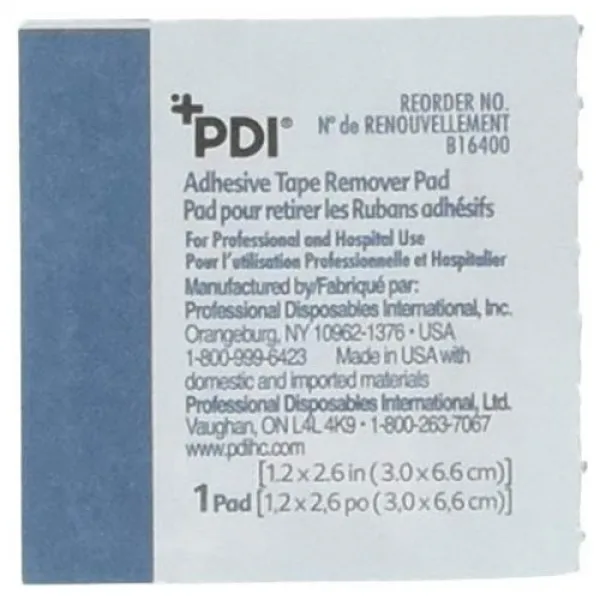 PDI®
REORDER NO.
Nº de RENOUVELLEMENT
B16400
Adhesive Tape Remover Pad
Pad pour retirer les Rubans adhésifs
For Professional and Hospital Use
Pour l'utilisation Professionnelle et Hospitalier
Manufactured by/Fabriqué par:
Professional Disposables International, Inc.
Orangeburg, NY 10962-1376 • USA
1-800-999-6423 Made in USA with
domestic and imported materials
Professional Disposables International, Ltd.
Vaughan, ON L4L 4K9 • 1-800-263-7067
www.pdihc.com
[1.2 x 2.6 in (3.0 x 6.6 cm)]
1 Pad [1,2 x 2,6 po (3,0 x 6,6 cm)]